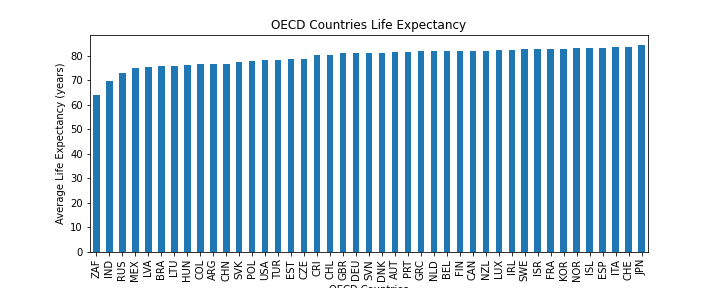 OECD Countries Life Expectancy
Average Life Expectancy (years)
80
70
60
50
40
30
20
10
0
ZAF IND RUS MEX LVA BRA LTU HUN COL ARG CHN SVK POL USA TUR EST CZE CRI CHL GBR DEU SVN DNK AUT PRT GRC NLD BEL FIN CAN NZL LUX IRL SWE ISR FRA KOR NOR ISL ESP ITA CHE JPN
OECD Countries